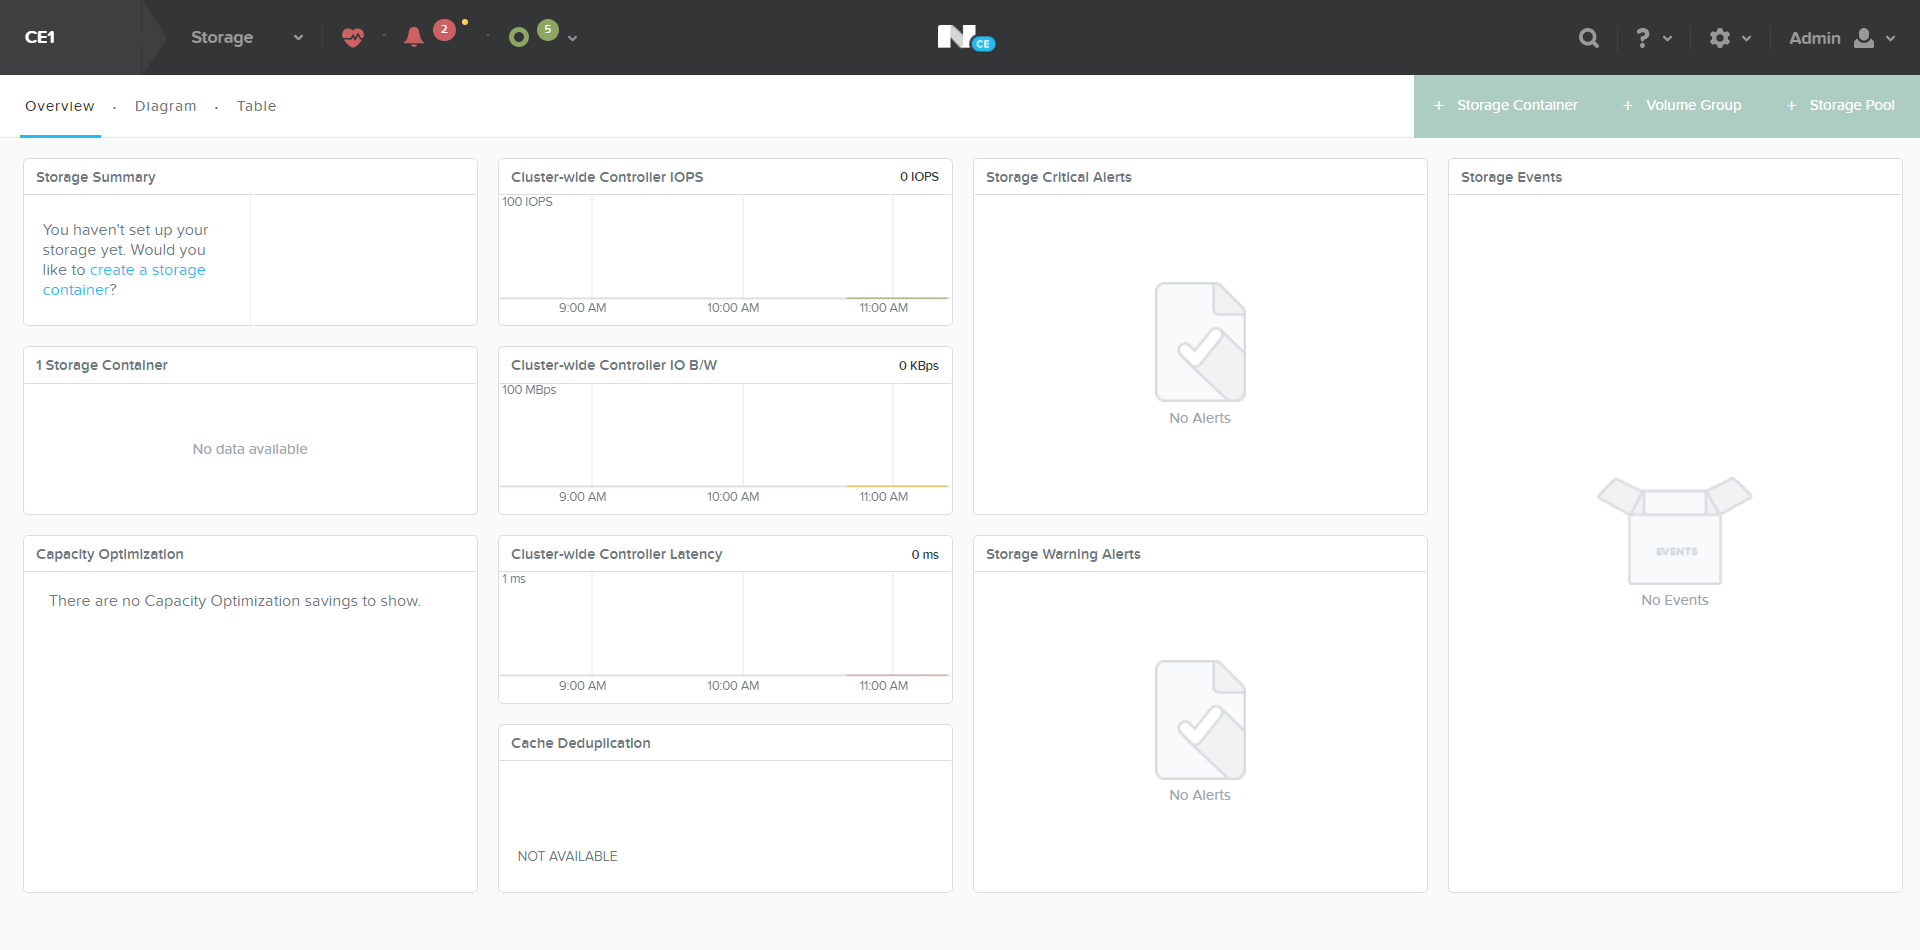 CE1
Storage
2
5
N CE
?
Admin
Overview · Diagram · Table
+ Storage Container
+ Volume Group
+ Storage Pool
Storage Summary
You haven't set up your
storage yet. Would you
like to create a storage
container?
1 Storage Container
No data available
Capacity Optimization
There are no Capacity Optimization savings to show.
Cluster-wide Controller IOPS
0 IOPS
100 IOPS
9:00 AM
10:00 AM
11:00 AM
Cluster-wide Controller IO B/W
0 KBps
100 MBps
9:00 AM
10:00 AM
11:00 AM
Cluster-wide Controller Latency
0 ms
1 ms
9:00 AM
10:00 AM
11:00 AM
Cache Deduplication
NOT AVAILABLE
Storage Critical Alerts
No Alerts
Storage Warning Alerts
No Alerts
Storage Events
EVENTS
No Events